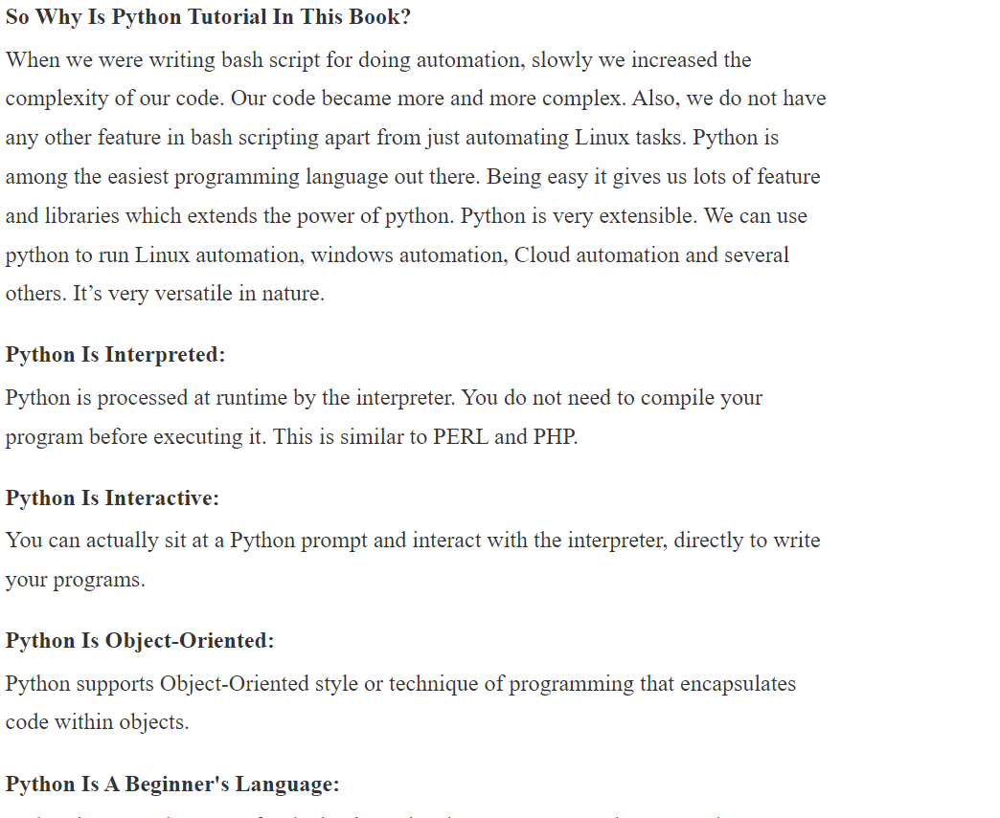 So Why Is Python Tutorial In This Book?
When we were writing bash script for doing automation, slowly we increased the
complexity of our code. Our code became more and more complex. Also, we do not have
any other feature in bash scripting apart from just automating Linux tasks. Python is
among the easiest programming language out there. Being easy it gives us lots of feature
and libraries which extends the power of python. Python is very extensible. We can use
python to run Linux automation, windows automation, Cloud automation and several
others. It’s very versatile in nature.
Python Is Interpreted:
Python is processed at runtime by the interpreter. You do not need to compile your
program before executing it. This is similar to PERL and PHP.
Python Is Interactive:
You can actually sit at a Python prompt and interact with the interpreter, directly to write
your programs.
Python Is Object-Oriented:
Python supports Object-Oriented style or technique of programming that encapsulates
code within objects.
Python Is A Beginner's Language: